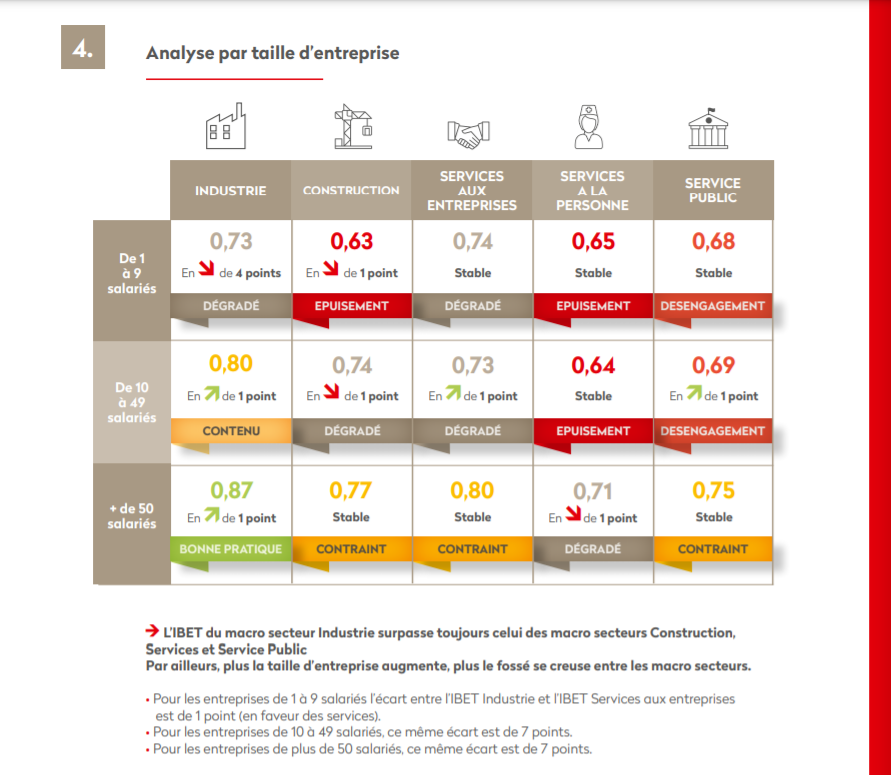 4.
Analyse par taille d'entreprise
INDUSTRIE
CONSTRUCTION
SERVICES
AUX
ENTREPRISES
SERVICES
A LA
PERSONNE
SERVICE
PUBLIC
De 1
à 9
salariés
0,73
En de 4 points
DÉGRADÉ
0,63
En de 1 point
EPUISEMENT
0,74
Stable
DÉGRADÉ
0,65
Stable
EPUISEMENT
0,68
Stable
DESENGAGEMENT
De 10
à 49
salariés
0,80
En de 1 point
CONTENU
0,74
En de 1 point
DÉGRADÉ
0,73
En de 1 point
DÉGRADÉ
0,64
Stable
EPUISEMENT
0,69
En de 1 point
DESENGAGEMENT
+ de 50
salariés
0,87
En de 1 point
BONNE PRATIQUE
0,77
Stable
CONTRAINT
0,80
Stable
CONTRAINT
0,71
En de 1 point
DÉGRADÉ
0,75
Stable
CONTRAINT
→ L'IBET du macro secteur Industrie surpasse toujours celui des macro secteurs Construction,
Services et Service Public
Par ailleurs, plus la taille d'entreprise augmente, plus le fossé se creuse entre les macro secteurs.
• Pour les entreprises de 1 à 9 salariés l'écart entre l'IBET Industrie et l'IBET Services aux entreprises
est de 1 point (en faveur des services).
• Pour les entreprises de 10 à 49 salariés, ce même écart est de 7 points.
• Pour les entreprises de plus de 50 salariés, ce même écart est de 7 points.